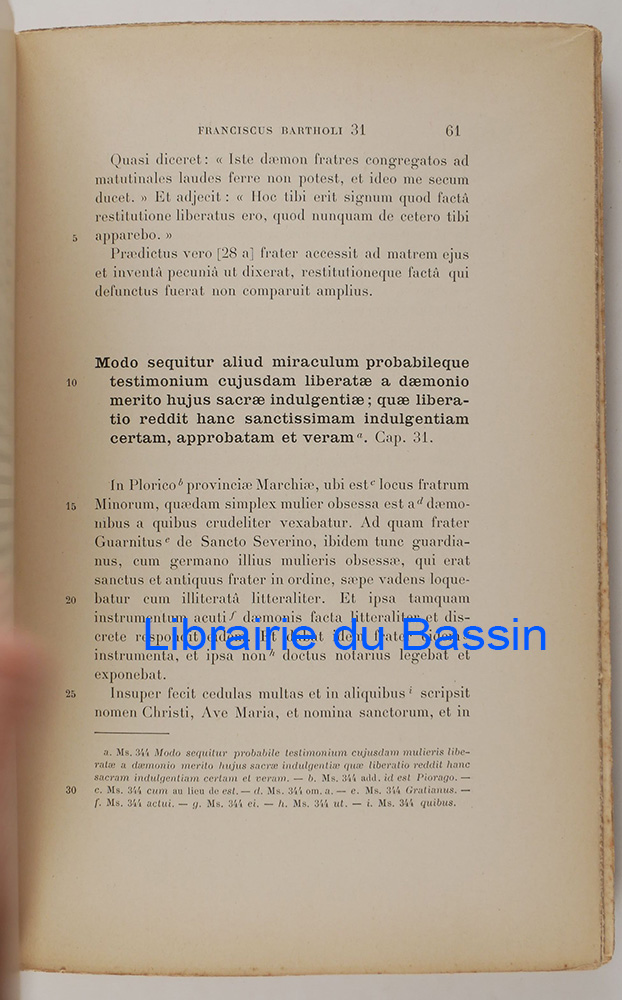 FRANCISCUS BARTHOLI 31 61
Quasi diceret : « Iste dæmon fratres congregatos ad
matutinales laudes ferre non potest, et ideo me secum
ducet. » Et adjecit : « Hoc tibi erit signum quod factâ
restitutione liberatus ero, quod nunquam de cetero tibi
5 apparebo. »
Prædictus vero [28 a] frater accessit ad matrem ejus
et inventâ pecuniâ ut dixerat, restitutioneque factâ qui
defunctus fuerat non comparuit amplius.
Modo sequitur aliud miraculum probabileque
10 testimonium cujusdam liberatæ a dæmonio
merito hujus sacræ indulgentiæ ; quæ libera-
tio reddit hanc sanctissimam indulgentiam
certam, approbatam et veram a. Cap. 31.
In Plorico b provinciæ Marchiæ, ubi est c locus fratrum
15 Minorum, quædam simplex mulier obsessa est a d dæmo-
nibus a quibus crudeliter vexabatur. Ad quam frater
Guarnitus e de Sancto Severino, ibidem tunc guardia-
nus, cum germano illius mulieris obsessæ, qui erat
sanctus et antiquus frater in ordine, sæpe vadens loque-
20 batur cum illiteratâ litteraliter. Et ipsa tamquam
instrumentum acuti f dæmonis facta litteraliter et dis-
crete respondit eidem. Et dabat idem frater eidem
instrumenta, et ipsa non h doctus notarius legebat et
exponebat.
25 Insuper fecit cedulas multas et in aliquibus i scripsit
nomen Christi, Ave Maria, et nomina sanctorum, et in
a. Ms. 344 Modo sequitur probabile testimonium cujusdam mulieris libe-
ratæ a dæmonio merito hujus sacræ indulgentiæ quæ liberatio reddit hanc
sacram indulgentiam certam et veram. — b. Ms. 344 add. id est Piorago. —
30 c. Ms. 344 cum au lieu de est. — d. Ms. 344 om. a. — e. Ms. 344 Gratianus. —
f. Ms. 344 actui. — g. Ms. 344 ei. — h. Ms. 344 ut. — i. Ms. 344 quibus.
Librairie du Bassin